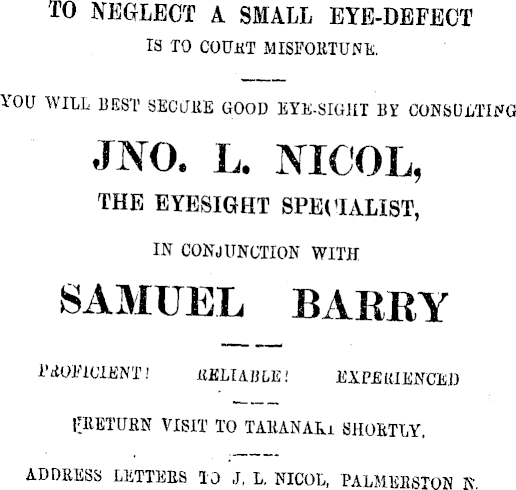 TO NEGLECT A SMALL EYE-DEFECT
IS TO COURT MISFORTUNE.
YOU WILL BEST SECURE GOOD EYE-SIGHT BY CONSULTING
JNO. L. NICOL,
THE EYESIGHT SPECIALIST,
IN CONJUNCTION WITH
SAMUEL BARRY
PROFICIENT! RELIABLE! EXPERIENCED
RETURN VISIT TO TARANAKI SHORTLY.
ADDRESS LETTERS TO J. L. NICOL, PALMERSTON N.